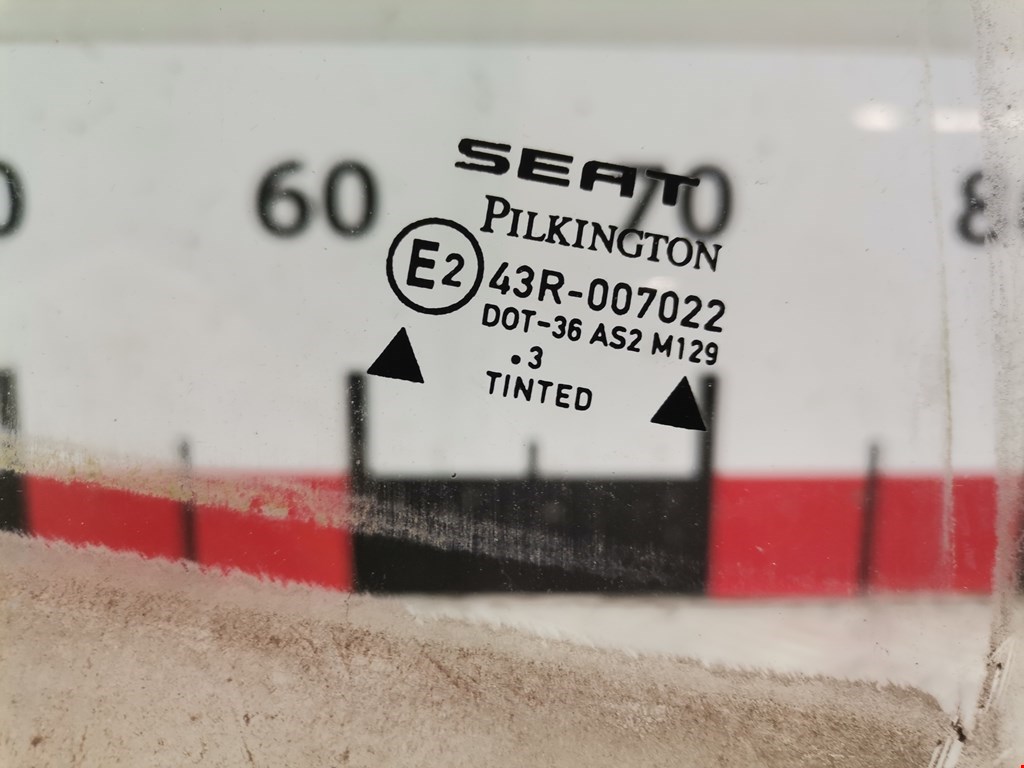 SEAT
PILKINGTON
E2 43R-007022
DOT-36 AS2 M129
.3
TINTED
60 70